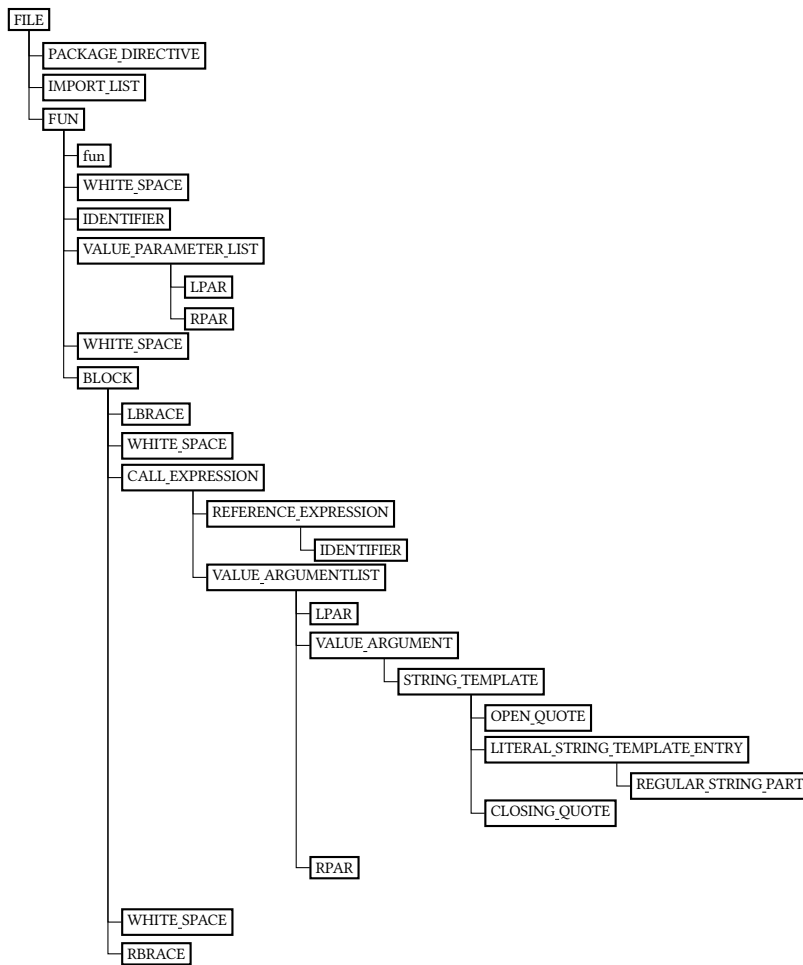 FILE
PACKAGE_DIRECTIVE
IMPORT_LIST
FUN
fun
WHITE_SPACE
IDENTIFIER
VALUE_PARAMETER_LIST
LPAR
RPAR
WHITE_SPACE
BLOCK
LBRACE
WHITE_SPACE
CALL_EXPRESSION
REFERENCE_EXPRESSION
IDENTIFIER
VALUE_ARGUMENTLIST
LPAR
VALUE_ARGUMENT
STRING_TEMPLATE
OPEN_QUOTE
LITERAL_STRING_TEMPLATE_ENTRY
REGULAR_STRING_PART
CLOSING_QUOTE
RPAR
WHITE_SPACE
RBRACE